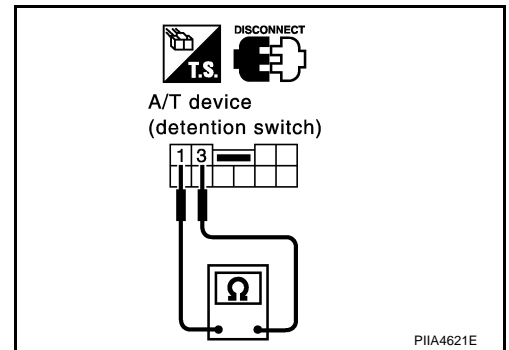 DISCONNECT
T.S.
A/T device
(detention switch)
1 3
Ω
PIIA4621E